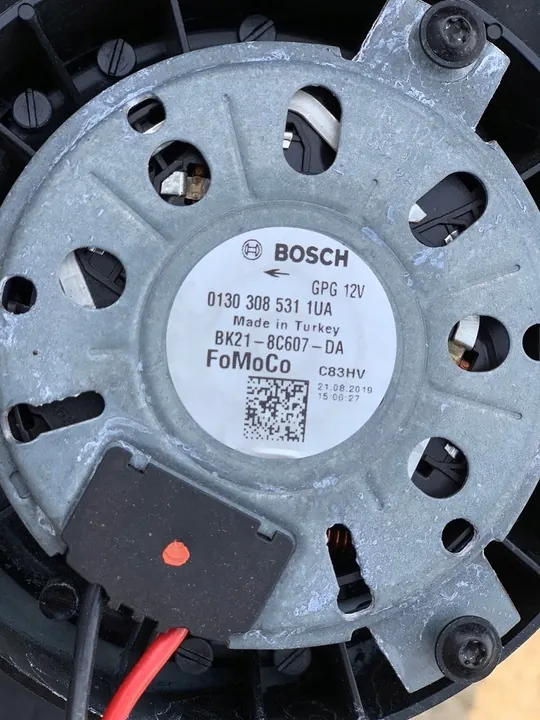 BOSCH
GPG 12V
0130 308 531 1UA
Made in Turkey
BK21-8C607-DA
FoMoCo
C83HV
21.08.2019
15:06:27